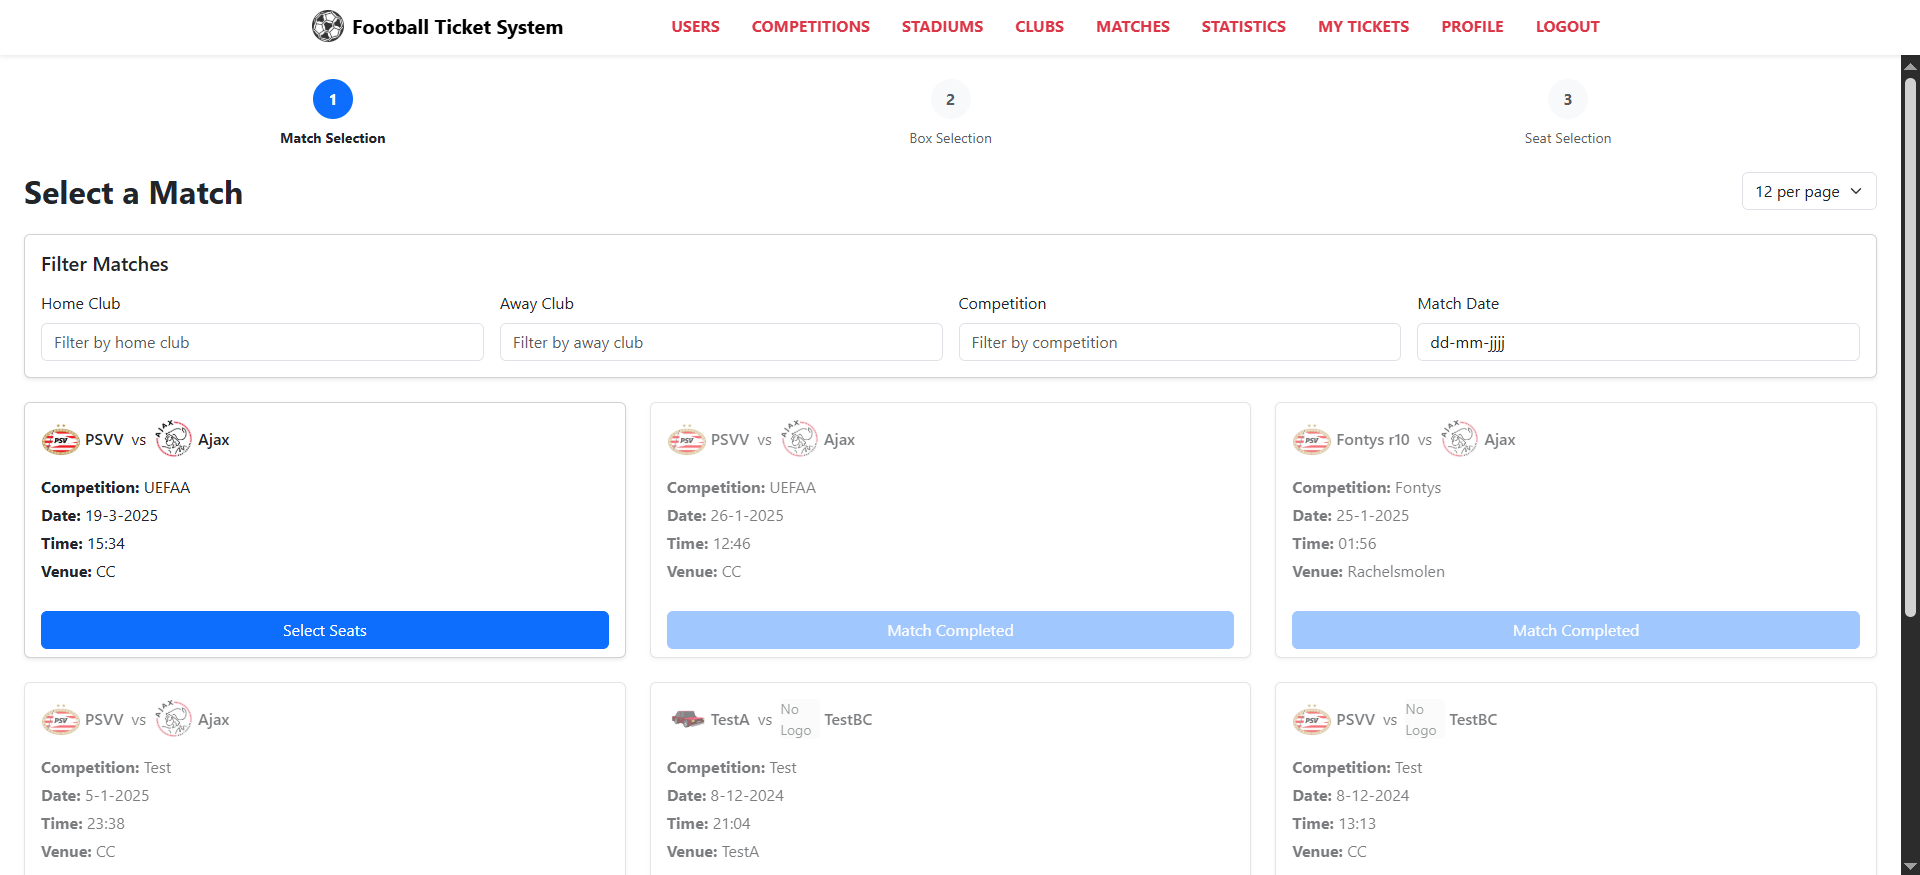 Football Ticket System
USERS COMPETITIONS STADIUMS CLUBS MATCHES STATISTICS MY TICKETS PROFILE LOGOUT
1 2 3
Match Selection Box Selection Seat Selection
Select a Match
12 per page
Filter Matches
Home Club Away Club Competition Match Date
Filter by home club Filter by away club Filter by competition dd-mm-jjjj
PSV PSVV vs AJAX Ajax
Competition: UEFAA
Date: 19-3-2025
Time: 15:34
Venue: CC
Select Seats
PSV PSVV vs AJAX Ajax
Competition: UEFAA
Date: 26-1-2025
Time: 12:46
Venue: CC
Match Completed
PSV Fontys r10 vs AJAX Ajax
Competition: Fontys
Date: 25-1-2025
Time: 01:56
Venue: Rachelsmolen
Match Completed
PSV PSVV vs AJAX Ajax
Competition: Test
Date: 5-1-2025
Time: 23:38
Venue: CC
TestA vs No Logo TestBC
Competition: Test
Date: 8-12-2024
Time: 21:04
Venue: TestA
PSV PSVV vs No Logo TestBC
Competition: Test
Date: 8-12-2024
Time: 13:13
Venue: CC